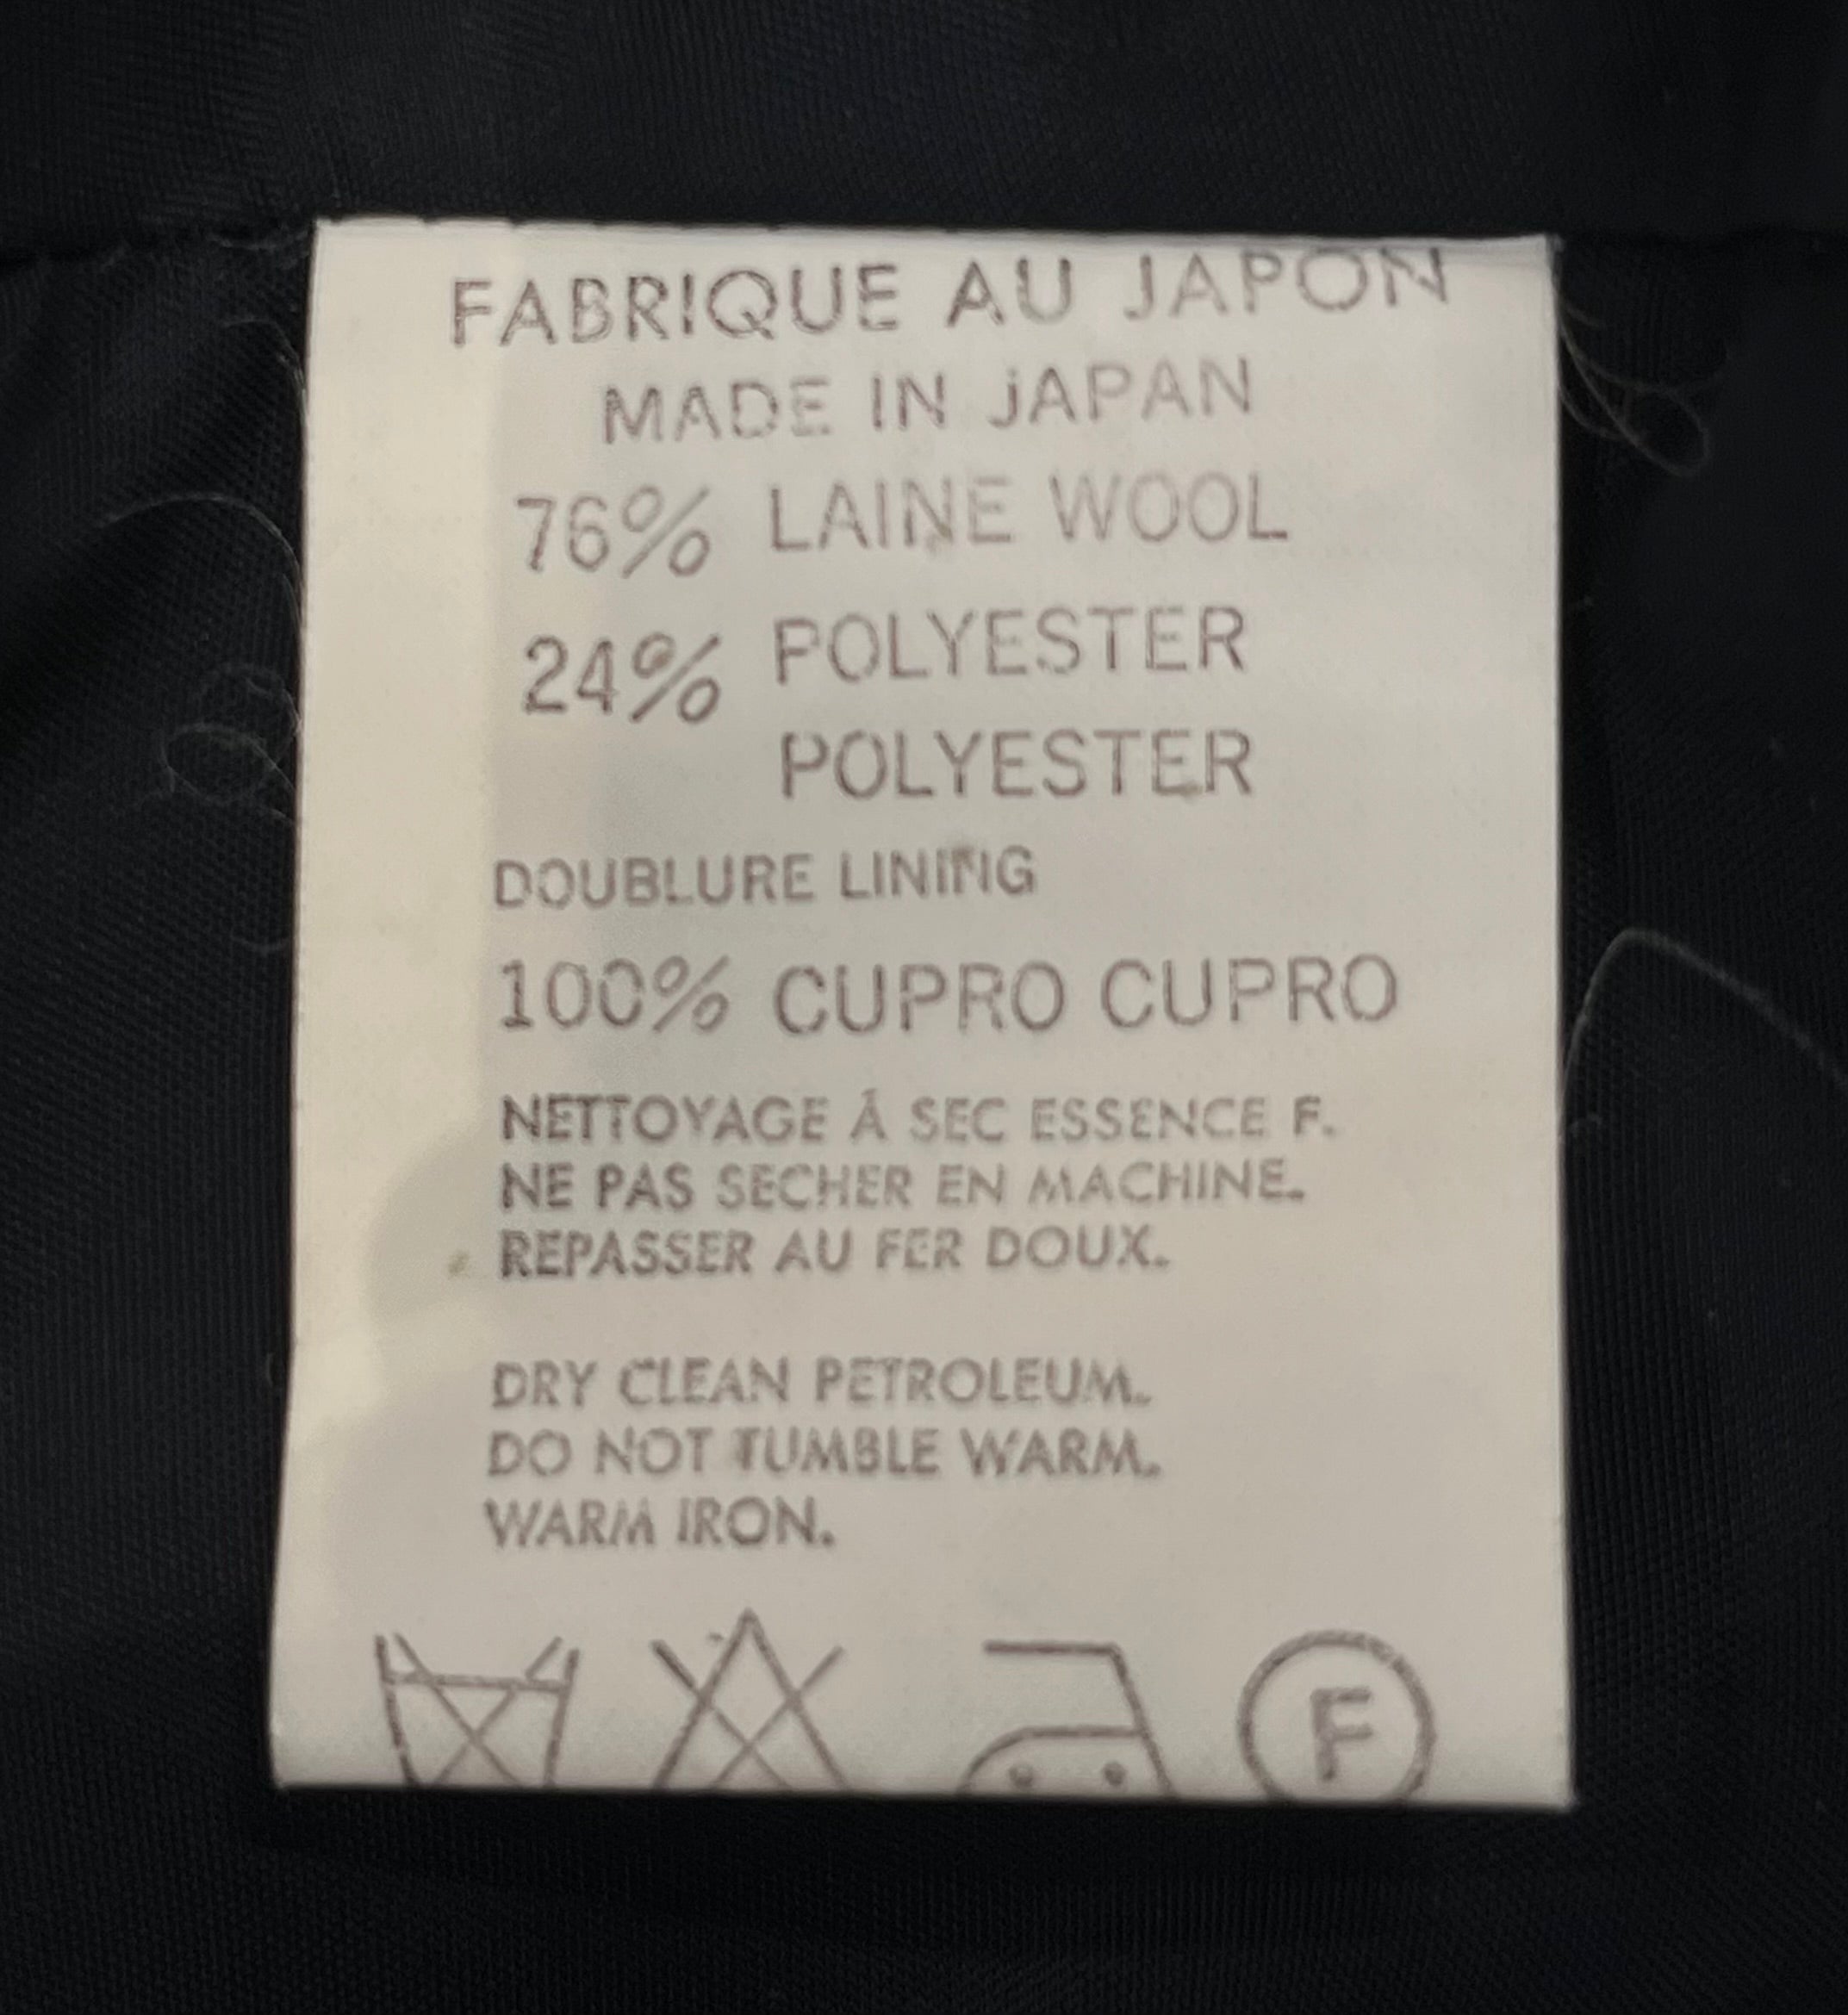 FABRIQUE AU JAPON
MADE IN JAPAN
76% LAINE WOOL
24% POLYESTER
POLYESTER
DOUBLURE LINING
100% CUPRO CUPRO
NETTOYAGE À SEC ESSENCE F.
NE PAS SECHER EN MACHINE.
REPASSER AU FER DOUX.
DRY CLEAN PETROLEUM.
DO NOT TUMBLE WARM.
WARM IRON.
F